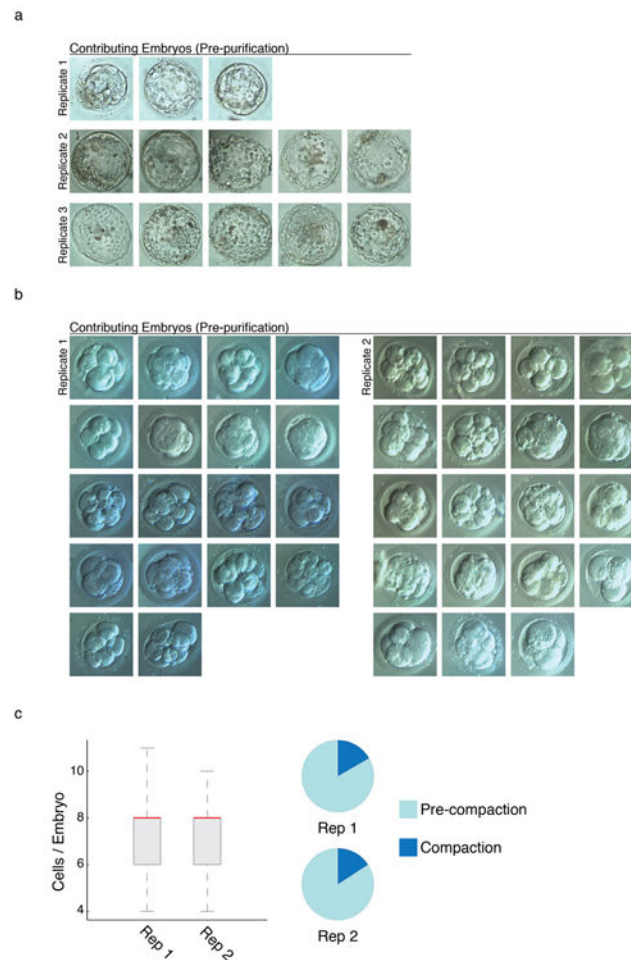 a
Contributing Embryos (Pre-purification)
Replicate 1
Replicate 2
Replicate 3
b
Contributing Embryos (Pre-purification)
Replicate 1
Replicate 2
c
Cells / Embryo
10
8
6
4
Rep 1
Rep 2
Rep 1
Rep 2
Pre-compaction
Compaction